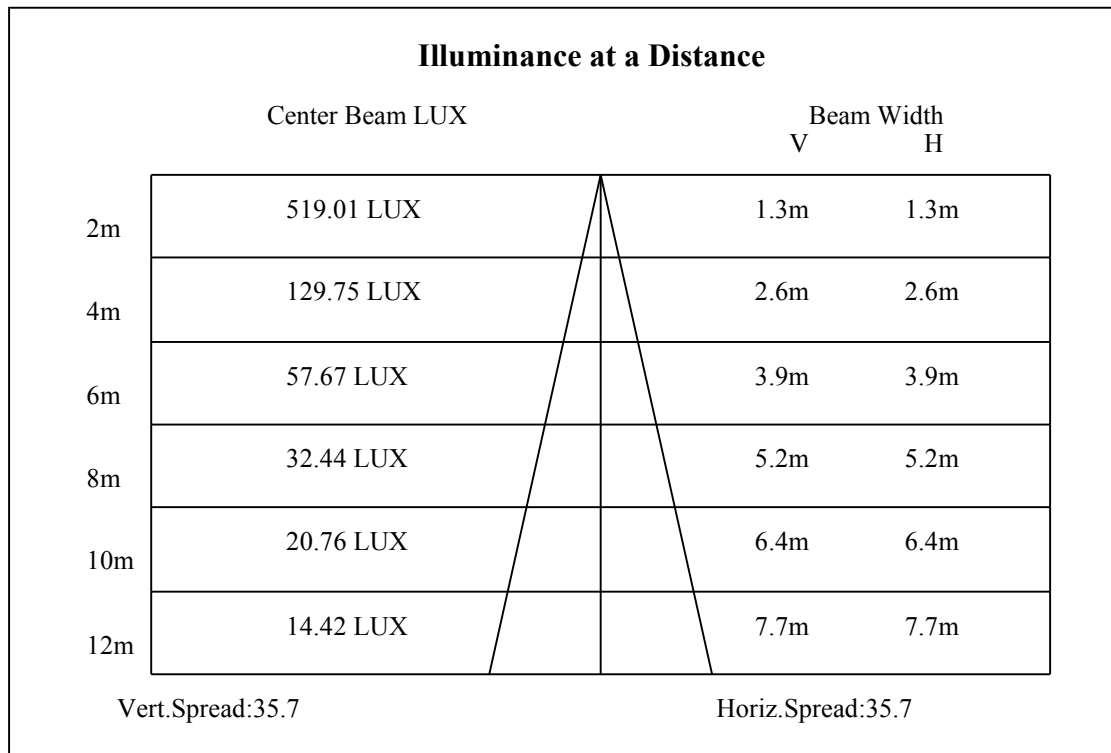 Illuminance at a Distance
Center Beam LUX Beam Width
V H
2m 519.01 LUX 1.3m 1.3m
4m 129.75 LUX 2.6m 2.6m
6m 57.67 LUX 3.9m 3.9m
8m 32.44 LUX 5.2m 5.2m
10m 20.76 LUX 6.4m 6.4m
12m 14.42 LUX 7.7m 7.7m
Vert.Spread:35.7 Horiz.Spread:35.7